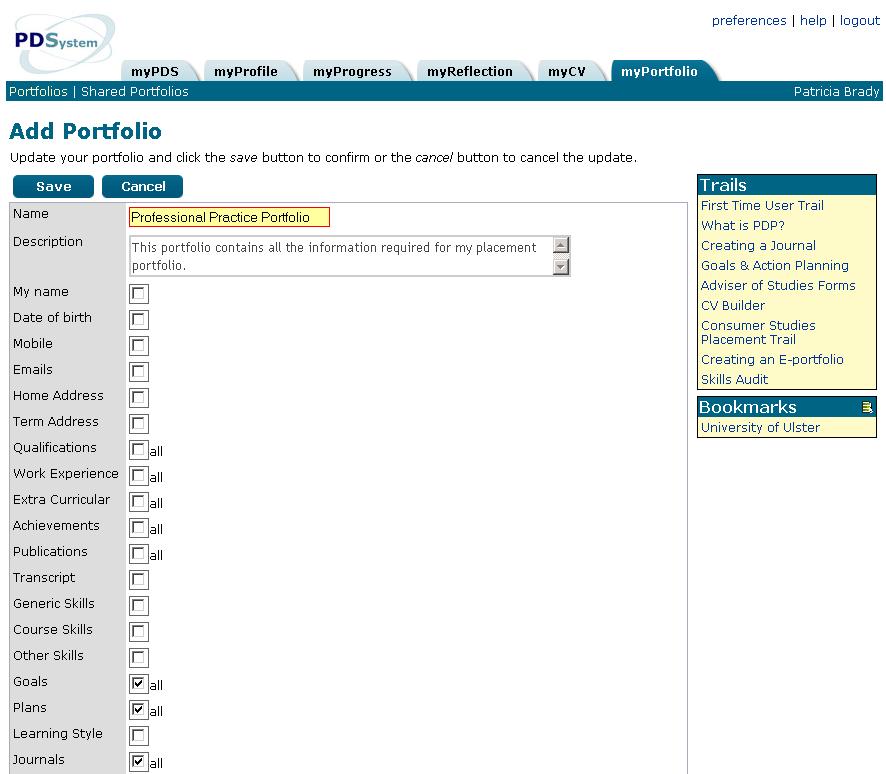 preferences | help | logout
PDSystem
myPDS myProfile myProgress myReflection myCV myPortfolio
Portfolios | Shared Portfolios Patricia Brady
Add Portfolio
Update your portfolio and click the save button to confirm or the cancel button to cancel the update.
Save Cancel
Name Professional Practice Portfolio
Description This portfolio contains all the information required for my placement
portfolio.
My name
Date of birth
Mobile
Emails
Home Address
Term Address
Qualifications all
Work Experience all
Extra Curricular all
Achievements all
Publications all
Transcript
Generic Skills
Course Skills
Other Skills
Goals all
Plans all
Learning Style
Journals all
Trails
First Time User Trail
What is PDP?
Creating a Journal
Goals & Action Planning
Adviser of Studies Forms
CV Builder
Consumer Studies
Placement Trail
Creating an E-portfolio
Skills Audit
Bookmarks
University of Ulster